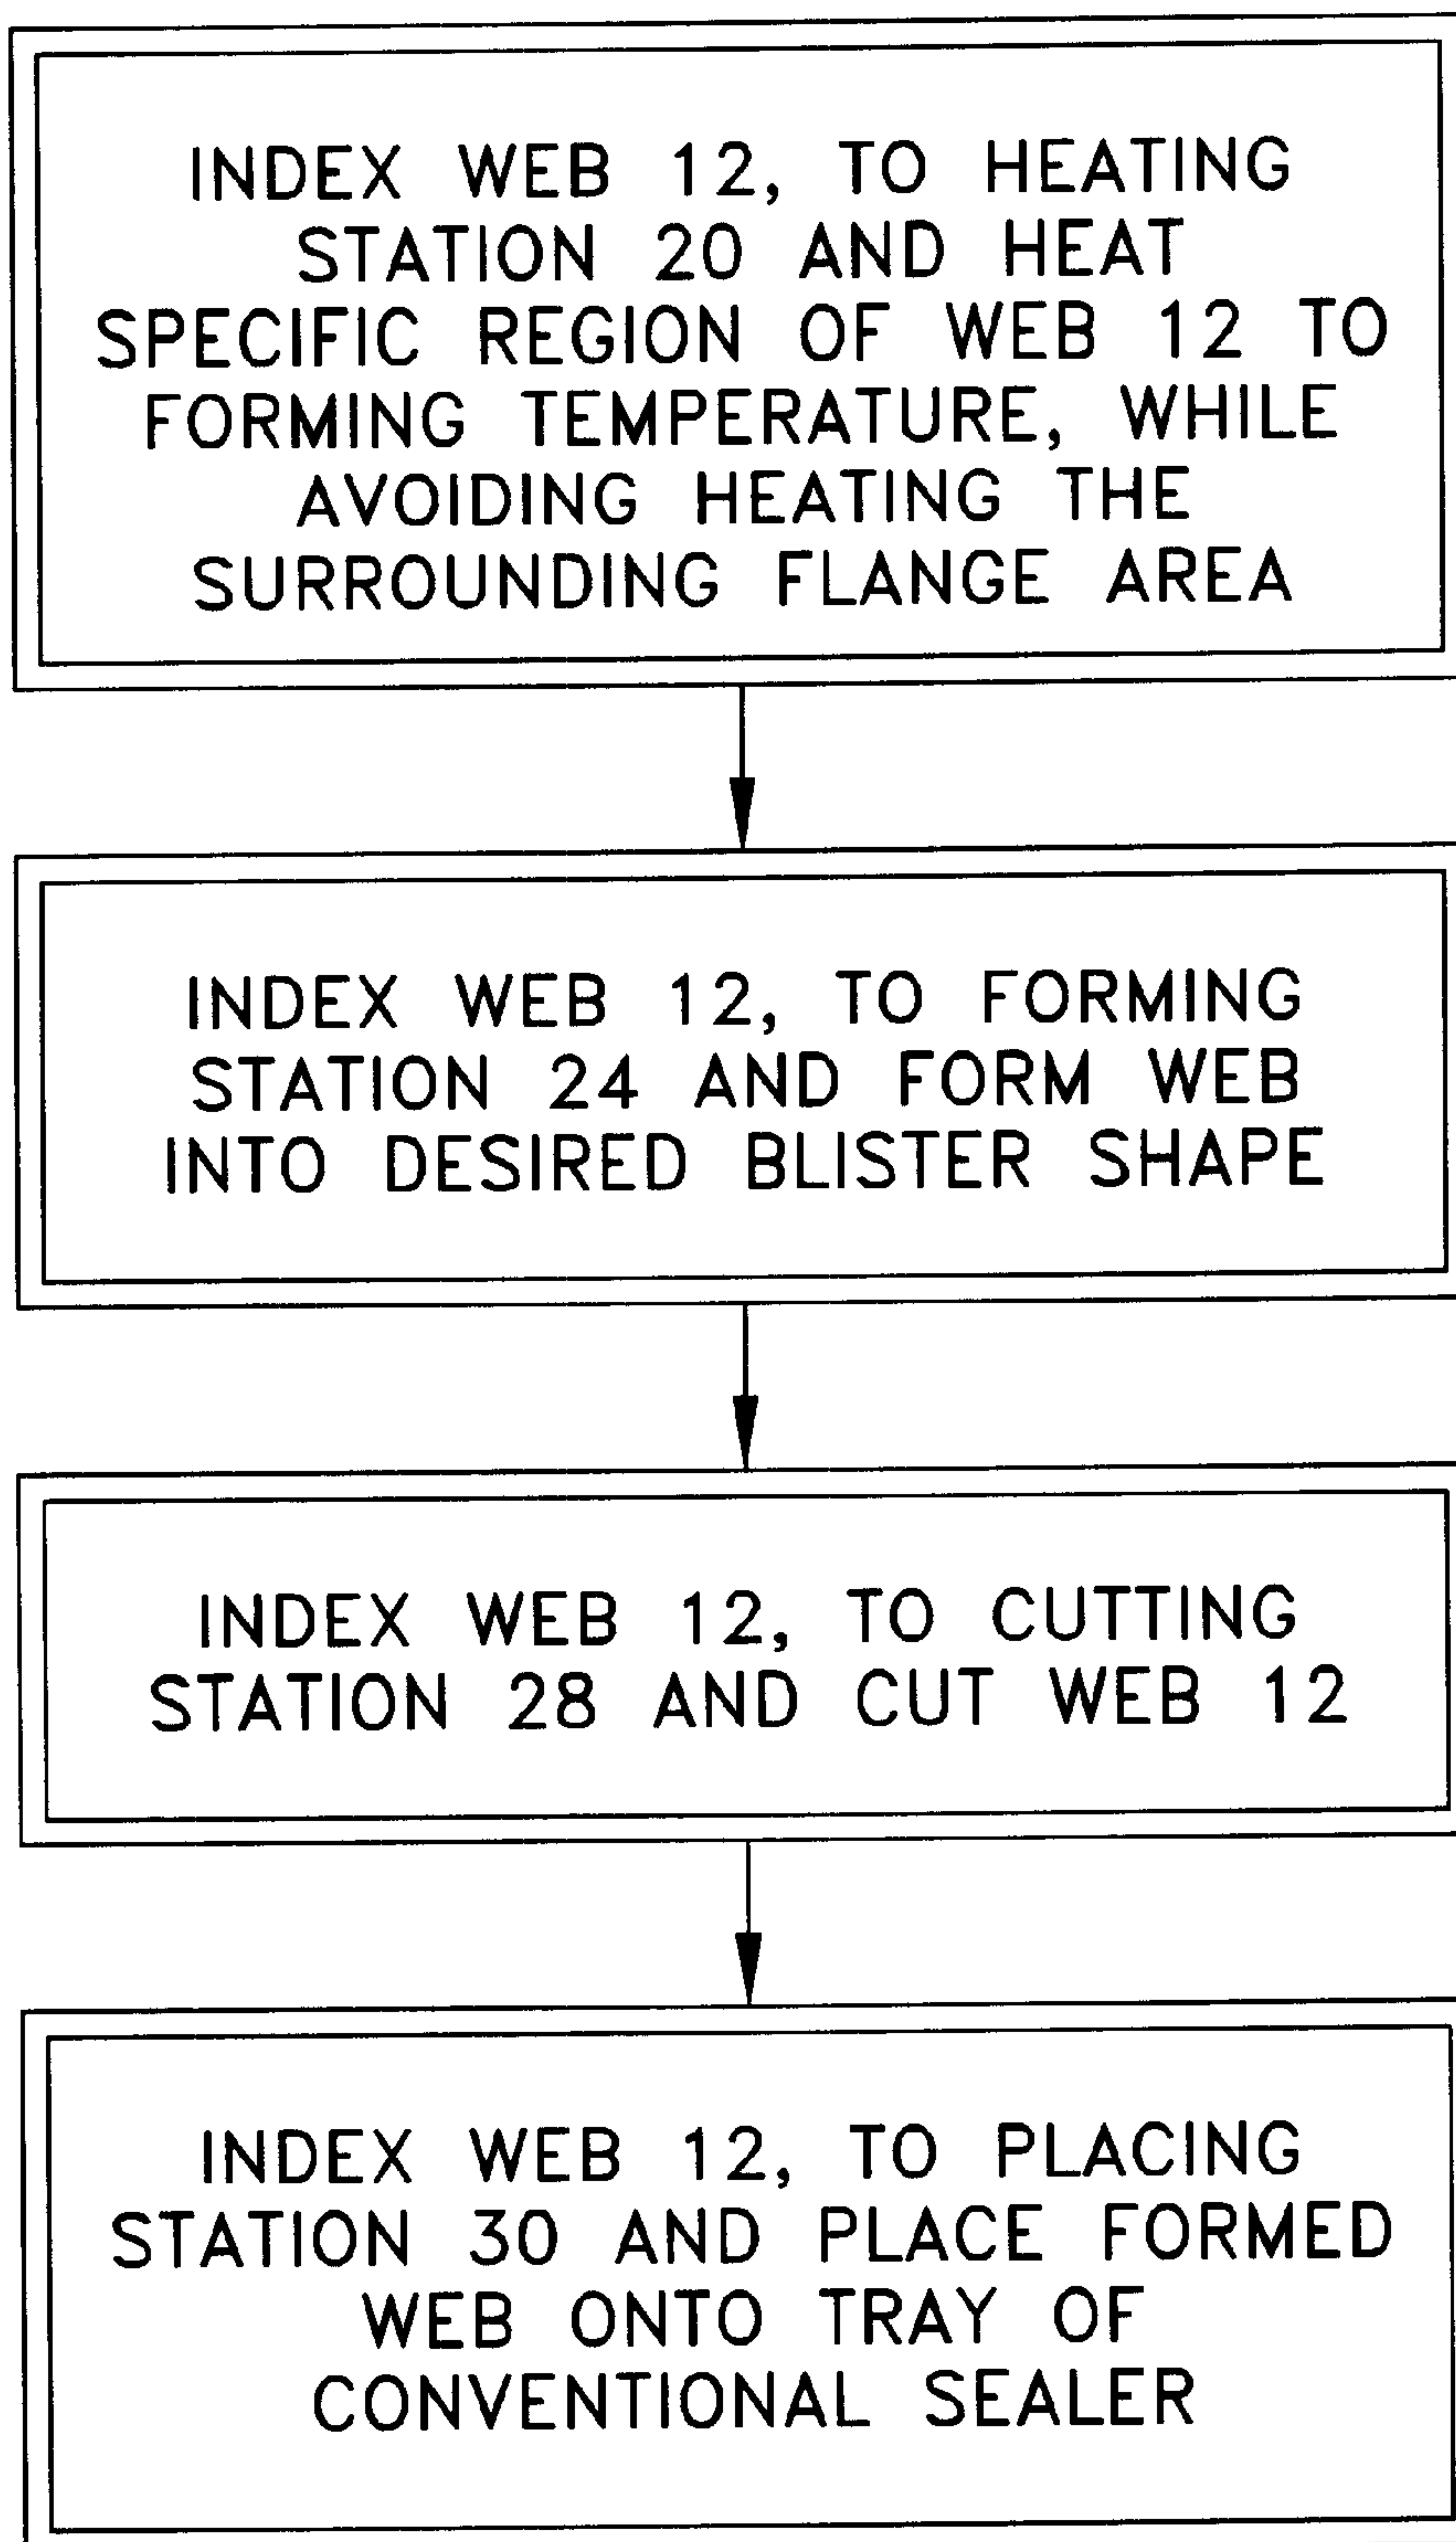 INDEX WEB 12, TO HEATING
STATION 20 AND HEAT
SPECIFIC REGION OF WEB 12 TO
FORMING TEMPERATURE, WHILE
AVOIDING HEATING THE
SURROUNDING FLANGE AREA
INDEX WEB 12, TO FORMING
STATION 24 AND FORM WEB
INTO DESIRED BLISTER SHAPE
INDEX WEB 12, TO CUTTING
STATION 28 AND CUT WEB 12
INDEX WEB 12, TO PLACING
STATION 30 AND PLACE FORMED
WEB ONTO TRAY OF
CONVENTIONAL SEALER